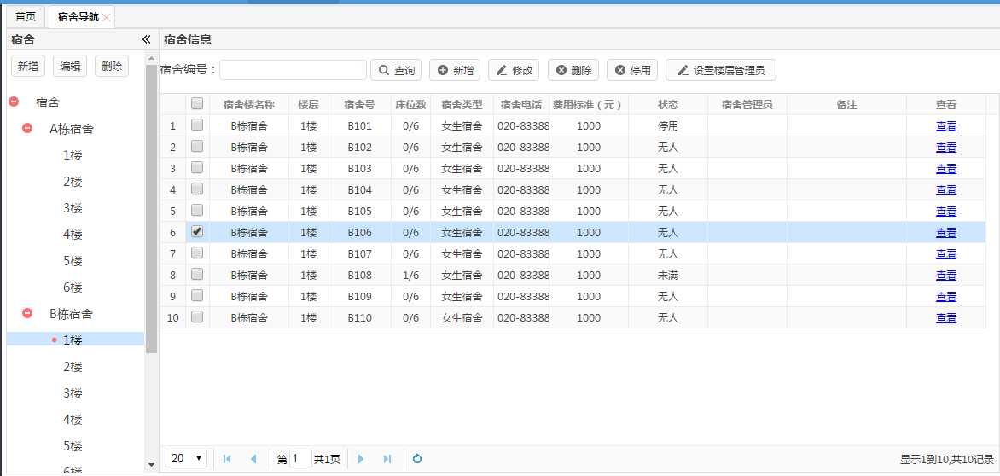 首页 宿舍导航
宿舍 宿舍信息
新增 编辑 删除
宿舍编号： 查询 新增 修改 删除 停用 设置楼层管理员
宿舍
A栋宿舍
1楼
2楼
3楼
4楼
5楼
6楼
B栋宿舍
1楼
2楼
3楼
4楼
5楼
6楼
宿舍楼名称 楼层 宿舍号 床位数 宿舍类型 宿舍电话 费用标准（元） 状态 宿舍管理员 备注 查看
1 B栋宿舍 1楼 B101 0/6 女生宿舍 020-83388 1000 停用 查看
2 B栋宿舍 1楼 B102 0/6 女生宿舍 020-83388 1000 无人 查看
3 B栋宿舍 1楼 B103 0/6 女生宿舍 020-83388 1000 无人 查看
4 B栋宿舍 1楼 B104 0/6 女生宿舍 020-83388 1000 无人 查看
5 B栋宿舍 1楼 B105 0/6 女生宿舍 020-83388 1000 无人 查看
6 B栋宿舍 1楼 B106 0/6 女生宿舍 020-83388 1000 无人 查看
7 B栋宿舍 1楼 B107 0/6 女生宿舍 020-83388 1000 无人 查看
8 B栋宿舍 1楼 B108 1/6 女生宿舍 020-83388 1000 未满 查看
9 B栋宿舍 1楼 B109 0/6 女生宿舍 020-83388 1000 无人 查看
10 B栋宿舍 1楼 B110 0/6 女生宿舍 020-83388 1000 无人 查看
20 第 1 共1页 显示1到10,共10记录